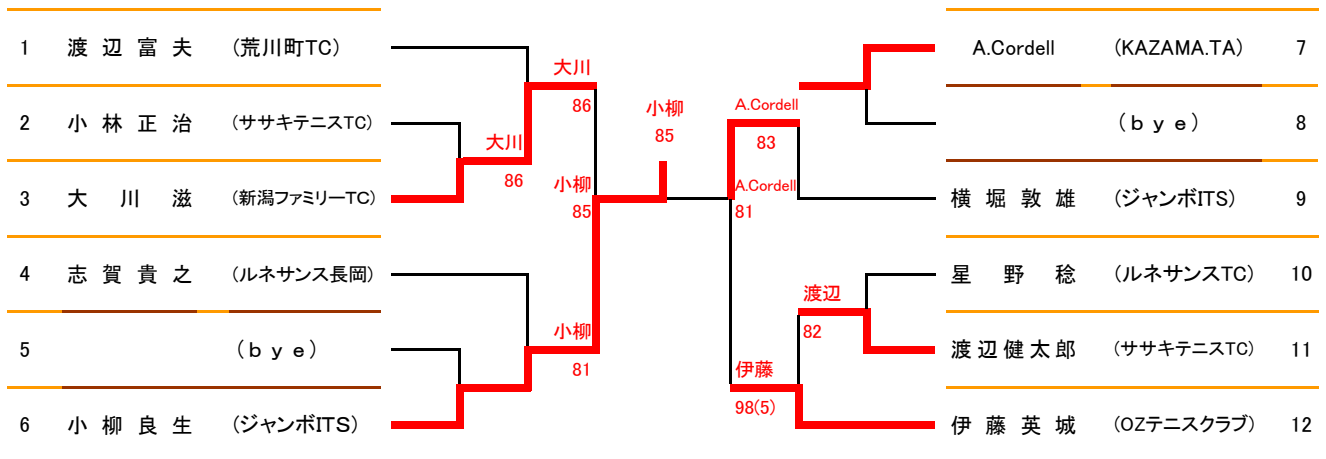 1 渡辺富夫 (荒川町TC)
2 小林正治 (ササキテニスTC)
3 大川滋 (新潟ファミリーTC)
4 志賀貴之 (ルネサンス長岡)
5 (bye)
6 小柳良生 (ジャンボITS)
大川
86
大川
86
小柳
85
小柳
81
小柳
85
A.Cordell
83
A.Cordell
81
渡辺
82
伊藤
98(5)
A.Cordell (KAZAMA.TA) 7
(bye) 8
横堀敦雄 (ジャンボITS) 9
星野稔 (ルネサンスTC) 10
渡辺健太郎 (ササキテニスTC) 11
伊藤英城 (OZテニスクラブ) 12